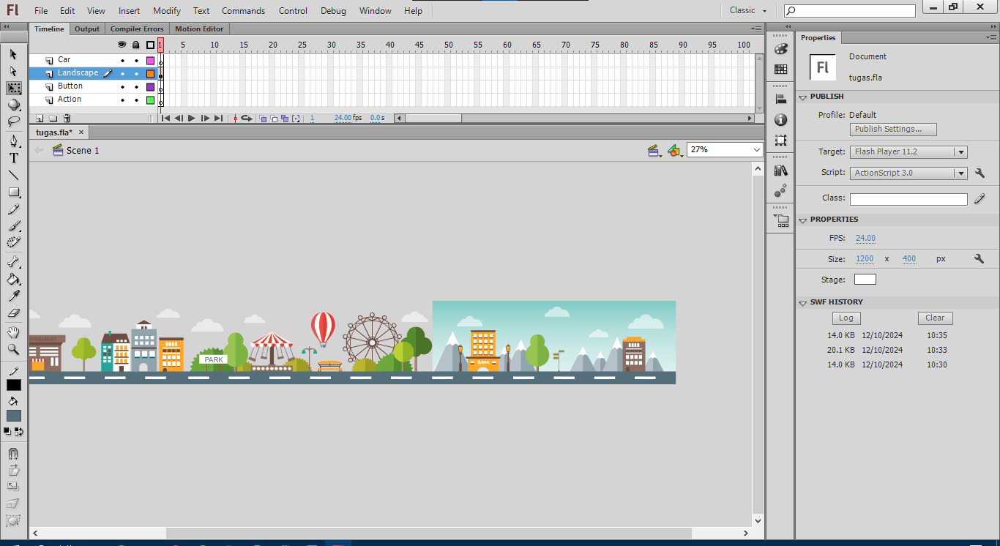 Fl File Edit View Insert Modify Text Commands Control Debug Window Help Classic
Timeline Output Compiler Errors Motion Editor
1 5 10 15 20 25 30 35 40 45 50 55 60 65 70 75 80 85 90 95 100
Car
Landscape
Button
Action
1 24.00 fps 0.0 s
tugas.fla* ×
Scene 1
27%
PARK
BANK
Properties
Fl
Document
tugas.fla
PUBLISH
Profile: Default
Publish Settings...
Target: Flash Player 11.2
Script: ActionScript 3.0
Class:
PROPERTIES
FPS: 24.00
Size: 1200 x 400 px
Stage:
SWF HISTORY
Log Clear
14.0 KB 12/10/2024 10:35
20.1 KB 12/10/2024 10:33
14.0 KB 12/10/2024 10:30
T